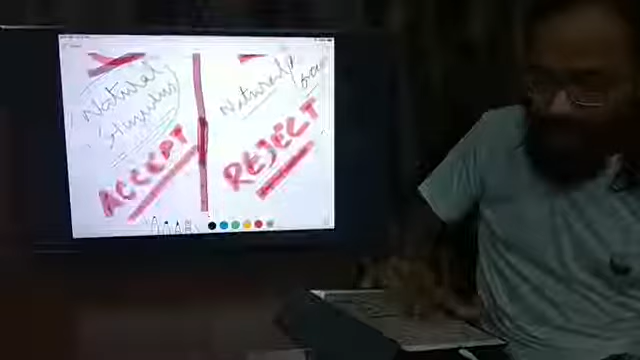 Natural
Stimulus
ACCEPT
Natural
REJECT